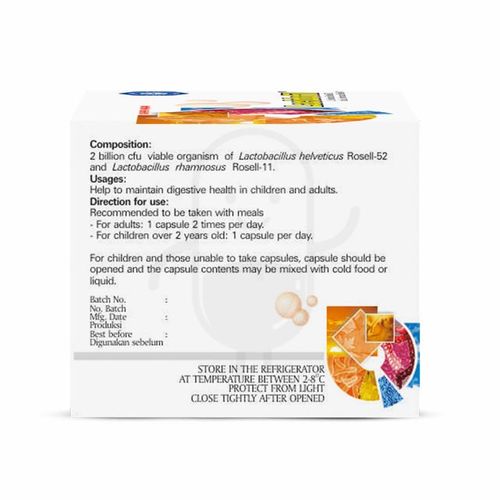 Composition:
2 billion cfu viable organism of Lactobacillus helveticus Rosell-52
and Lactobacillus rhamnosus Rosell-11.
Usages:
Help to maintain digestive health in children and adults.
Direction for use:
Recommended to be taken with meals
- For adults: 1 capsule 2 times per day.
- For children over 2 years old: 1 capsule per day.
For children and those unable to take capsules, capsule should be
opened and the capsule contents may be mixed with cold food or
liquid.
Batch No. :
No. Batch
Mfg. Date :
Produksi
Best before :
Digunakan sebelum
STORE IN THE REFRIGERATOR
AT TEMPERATURE BETWEEN 2-8°C
PROTECT FROM LIGHT
CLOSE TIGHTLY AFTER OPENED